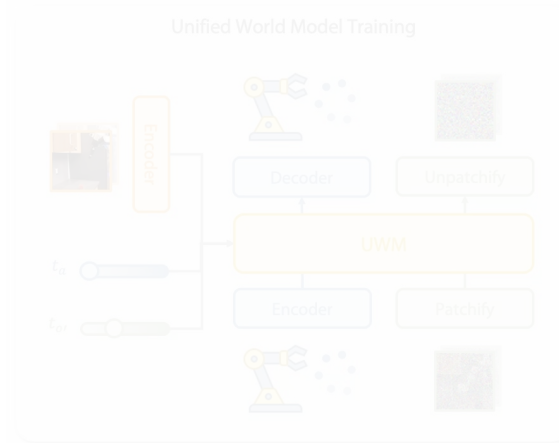 Unified World Model Training
Encoder
Decoder
Unpatchify
UWM
Encoder
Patchify